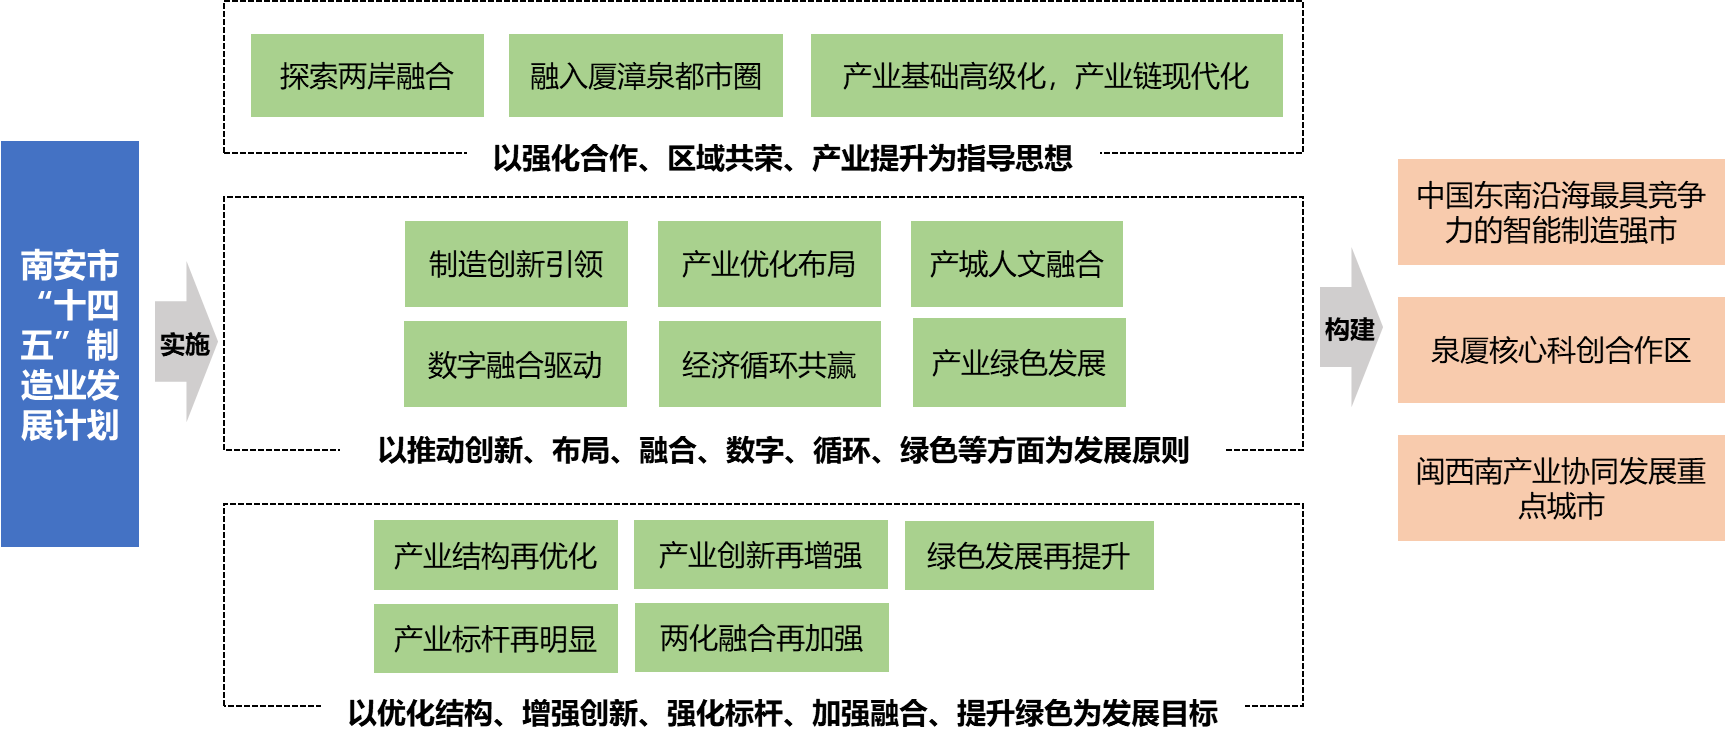 南安市
“十四
五”制
造业发
展计划
实施
探索两岸融合
融入厦漳泉都市圈
产业基础高级化，产业链现代化
以强化合作、区域共荣、产业提升为指导思想
制造创新引领
产业优化布局
产城人文融合
数字融合驱动
经济循环共赢
产业绿色发展
以推动创新、布局、融合、数字、循环、绿色等方面为发展原则
产业结构再优化
产业创新再增强
绿色发展再提升
产业标杆再明显
两化融合再加强
以优化结构、增强创新、强化标杆、加强融合、提升绿色为发展目标
构建
中国东南沿海最具竞争
力的智能制造强市
泉厦核心科创合作区
闽西南产业协同发展重
点城市